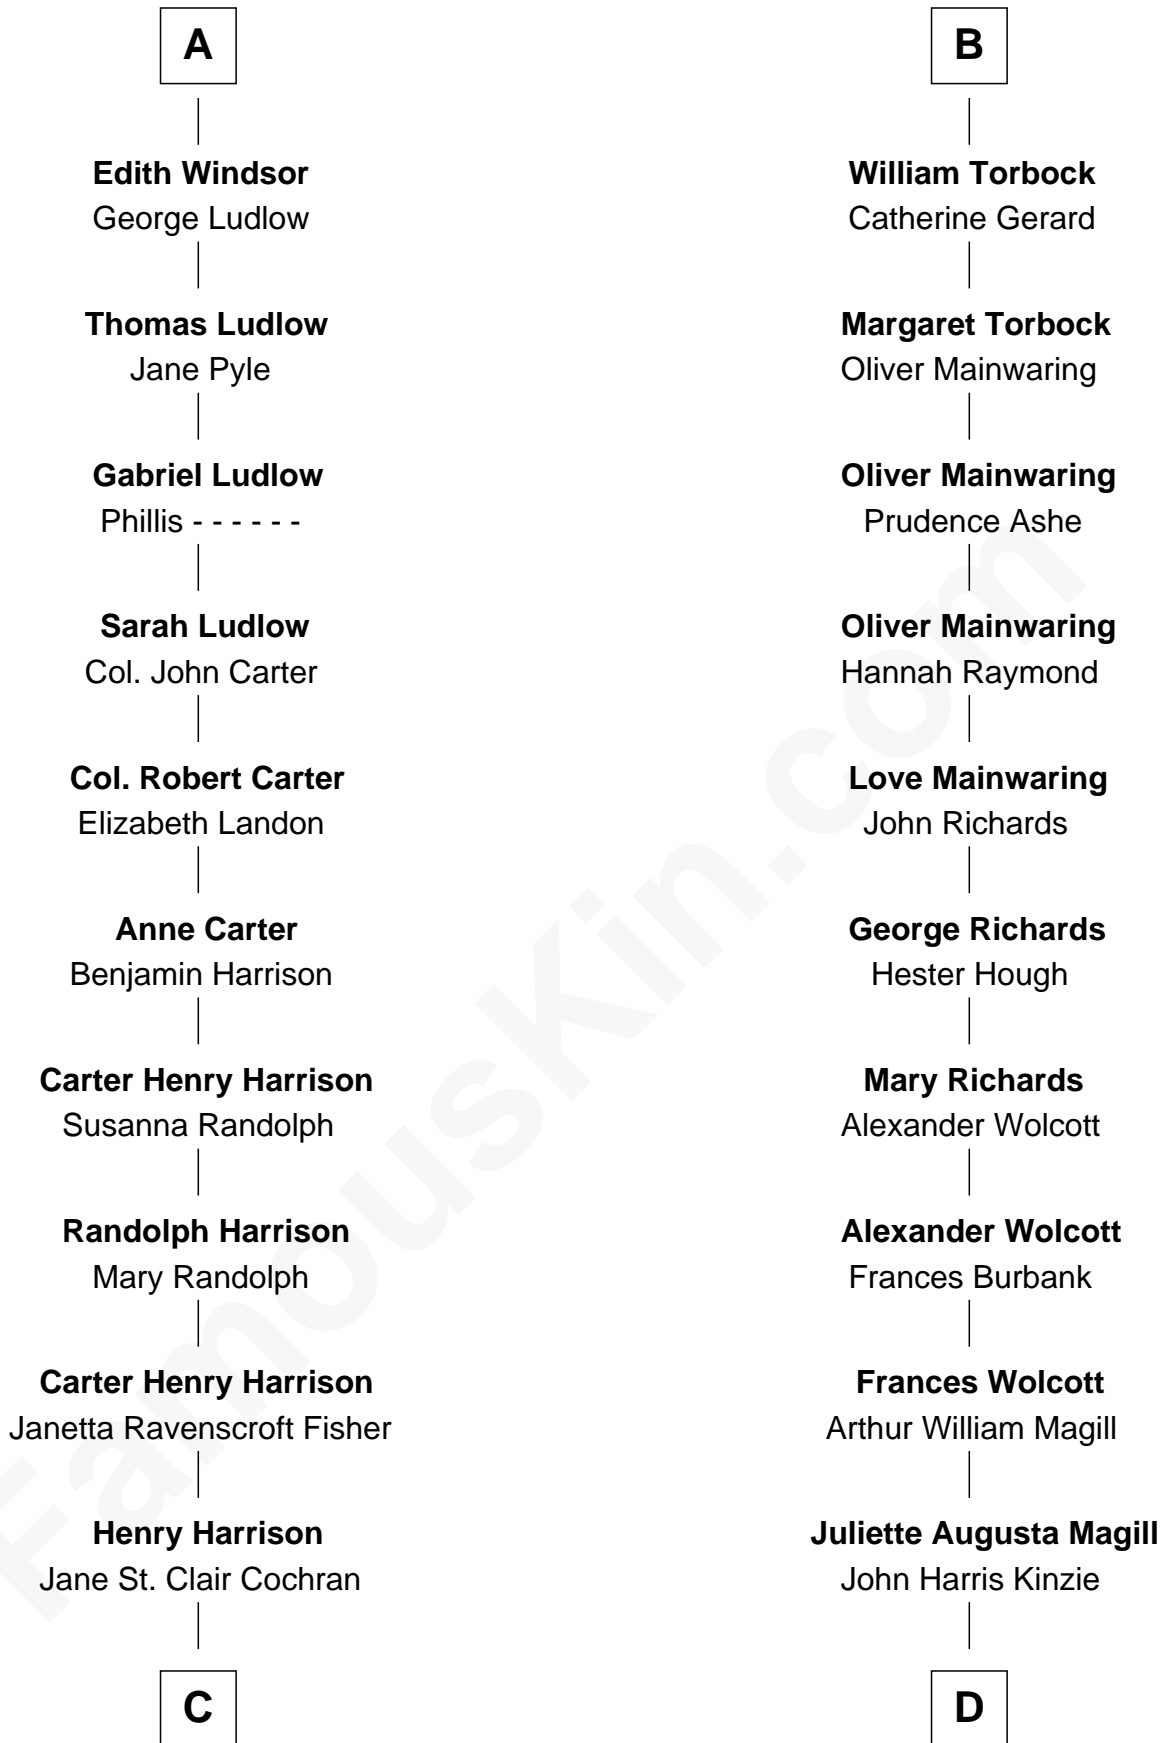 A
Edith Windsor
George Ludlow
Thomas Ludlow
Jane Pyle
Gabriel Ludlow
Phillis - - - - - -
Sarah Ludlow
Col. John Carter
Col. Robert Carter
Elizabeth Landon
Anne Carter
Benjamin Harrison
Carter Henry Harrison
Susanna Randolph
Randolph Harrison
Mary Randolph
Carter Henry Harrison
Janetta Ravenscroft Fisher
Henry Harrison
Jane St. Clair Cochran
C
B
William Torbock
Catherine Gerard
Margaret Torbock
Oliver Mainwaring
Oliver Mainwaring
Prudence Ashe
Oliver Mainwaring
Hannah Raymond
Love Mainwaring
John Richards
George Richards
Hester Hough
Mary Richards
Alexander Wolcott
Alexander Wolcott
Frances Burbank
Frances Wolcott
Arthur William Magill
Juliette Augusta Magill
John Harris Kinzie
D
FamousKin.com